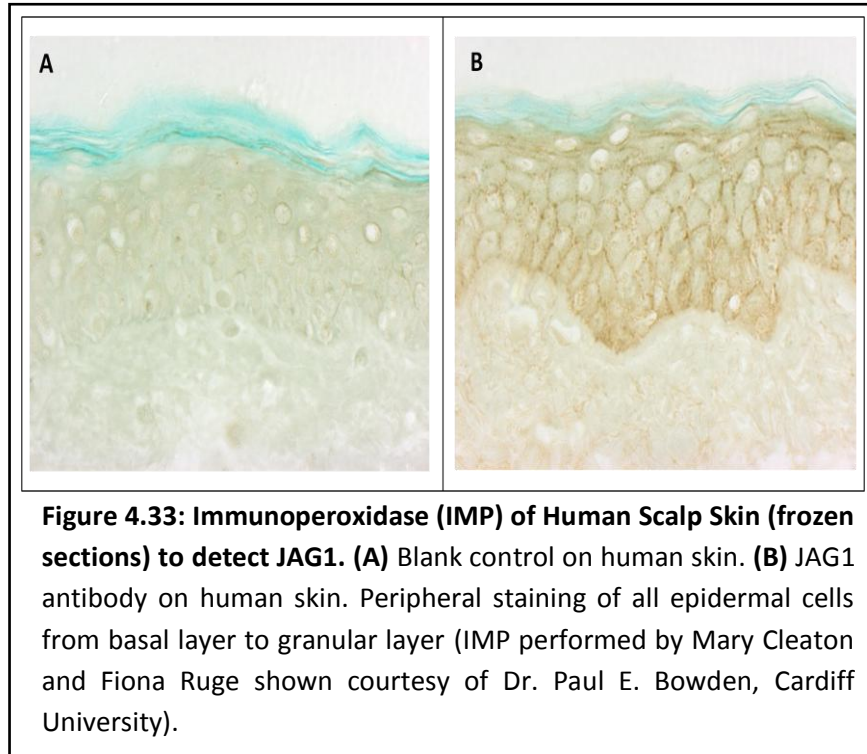 A
B
Figure 4.33: Immunoperoxidase (IMP) of Human Scalp Skin (frozen
sections) to detect JAG1. (A) Blank control on human skin. (B) JAG1
antibody on human skin. Peripheral staining of all epidermal cells
from basal layer to granular layer (IMP performed by Mary Cleaton
and Fiona Ruge shown courtesy of Dr. Paul E. Bowden, Cardiff
University).